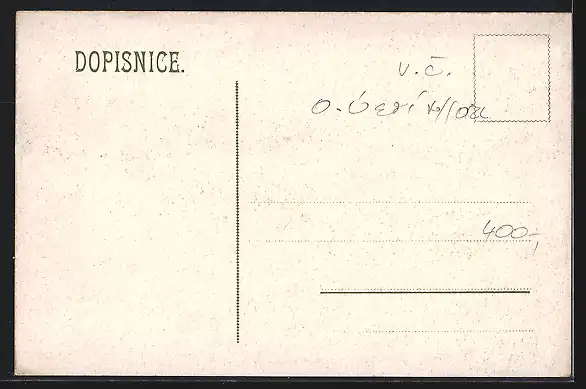 DOPISNICE.
v. č.
400-,